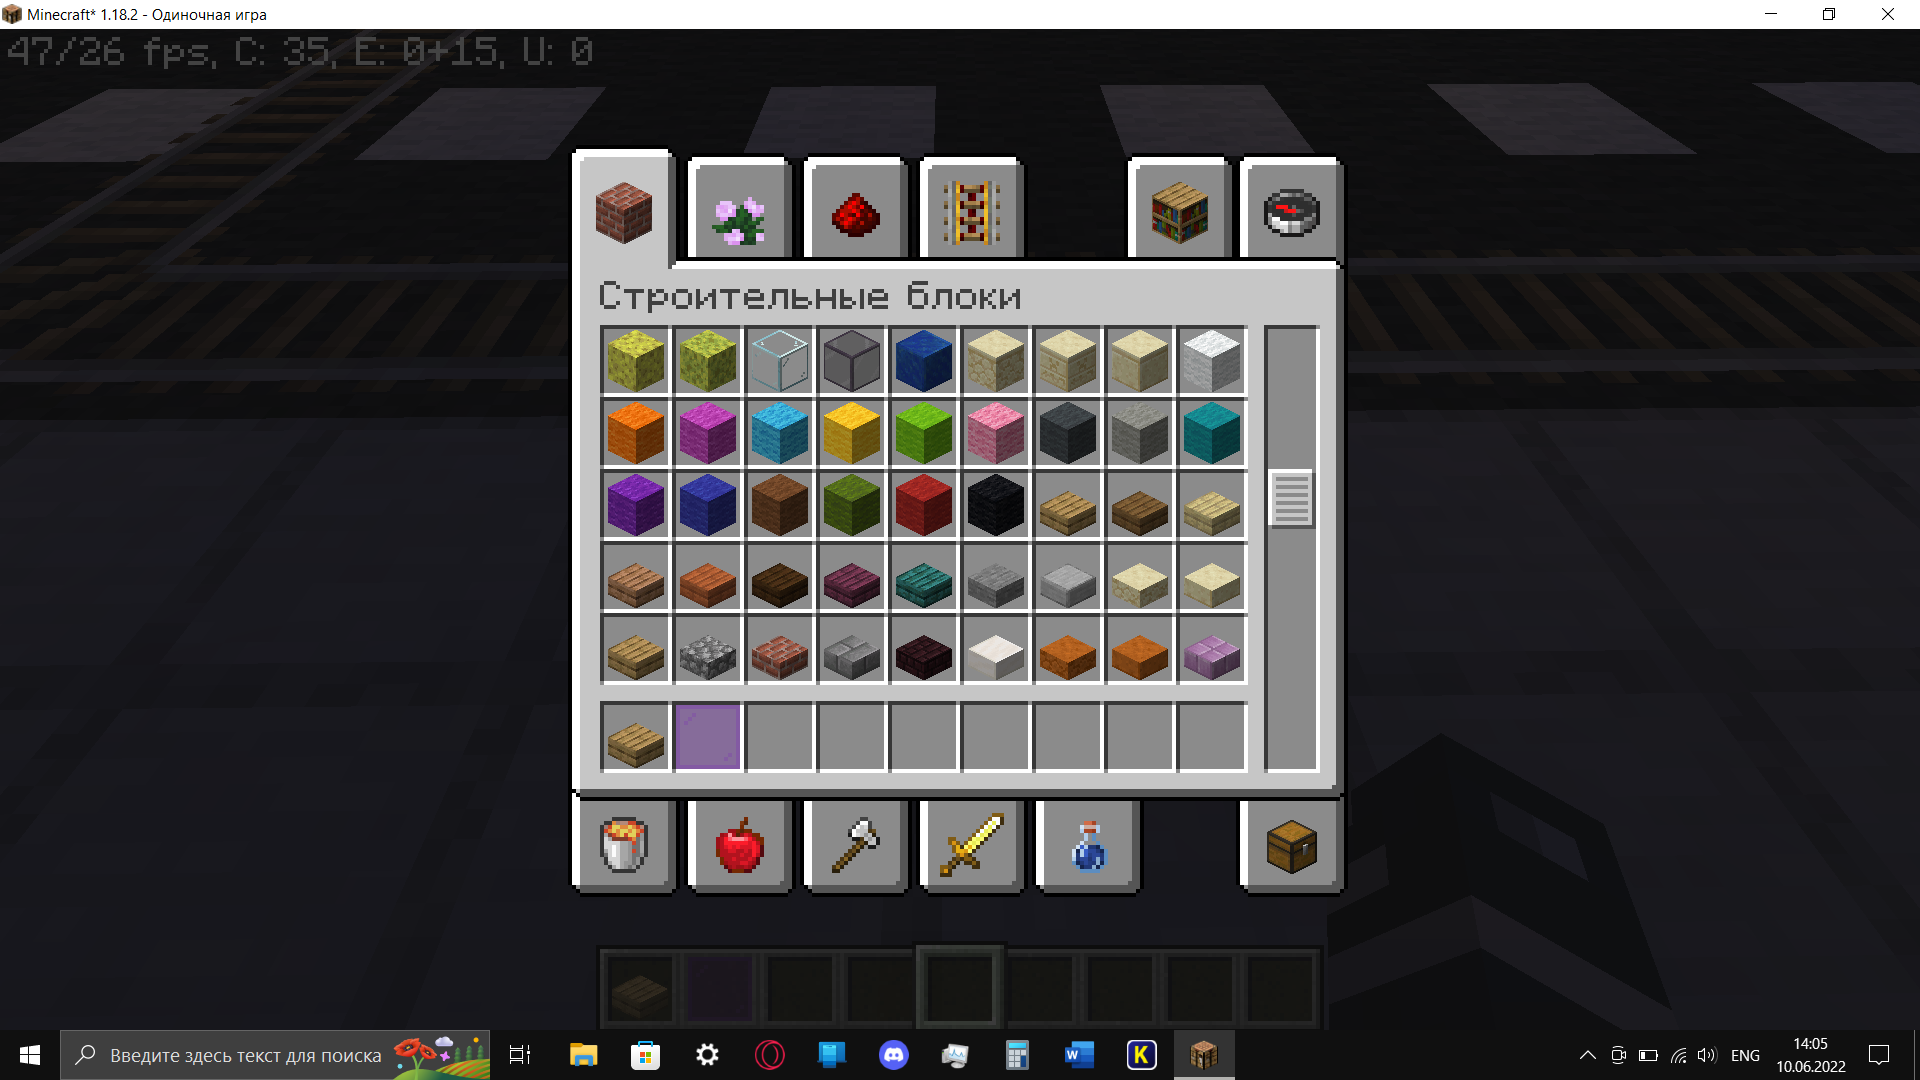 Minecraft* 1.18.2 - Одиночная игра
47/26 fps, C: 35, E: 0+15, U: 0
Строительные блоки
Введите здесь текст для поиска
W
K
ENG
14:05
10.06.2022